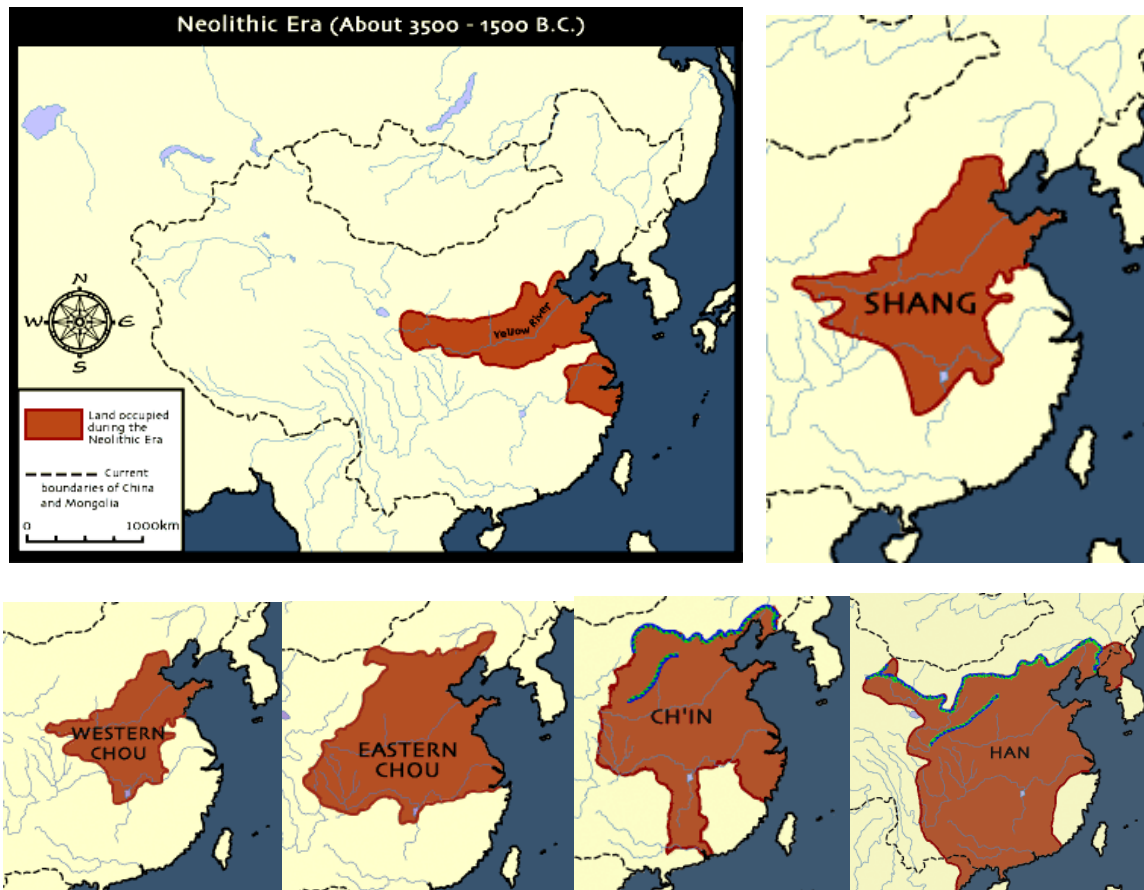 Neolithic Era (About 3500 - 1500 B.C.)
Yellow River
N
W E
S
Land occupied
during the
Neolithic Era
Current
boundaries of China
and Mongolia
0 1000km
SHANG
WESTERN
CHOU
EASTERN
CHOU
CH'IN
HAN